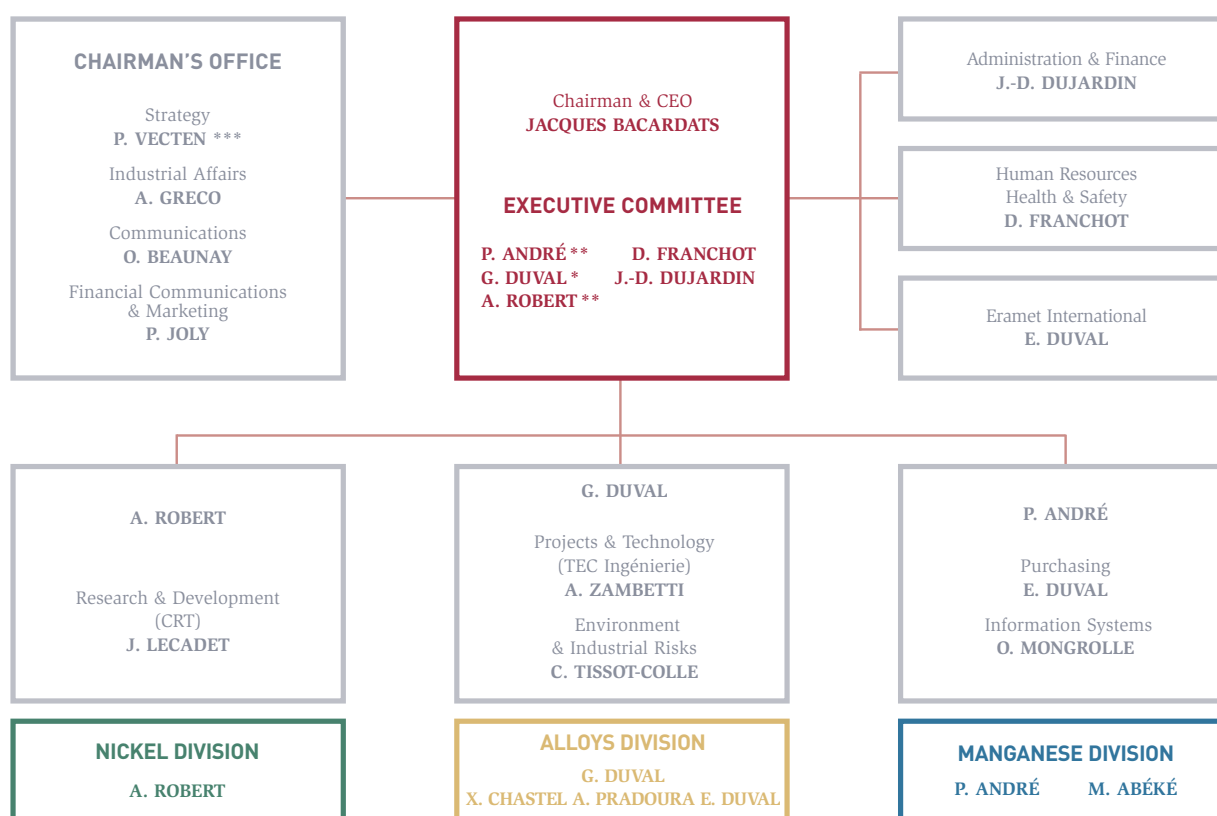 CHAIRMAN'S OFFICE
Strategy
P. VECTEN ***
Industrial Affairs
A. GRECO
Communications
O. BEAUNAY
Financial Communications
& Marketing
P. JOLY
Chairman & CEO
JACQUES BACARDATS
EXECUTIVE COMMITTEE
P. ANDRÉ ** D. FRANCHOT
G. DUVAL * J.-D. DUJARDIN
A. ROBERT **
Administration & Finance
J.-D. DUJARDIN
Human Resources
Health & Safety
D. FRANCHOT
Eramet International
E. DUVAL
A. ROBERT
Research & Development
(CRT)
J. LECADET
G. DUVAL
Projects & Technology
(TEC Ingénierie)
A. ZAMBETTI
Environment
& Industrial Risks
C. TISSOT-COLLE
P. ANDRÉ
Purchasing
E. DUVAL
Information Systems
O. MONGROLLE
NICKEL DIVISION
A. ROBERT
ALLOYS DIVISION
G. DUVAL
X. CHASTEL A. PRADOURA E. DUVAL
MANGANESE DIVISION
P. ANDRÉ M. ABÉKÉ